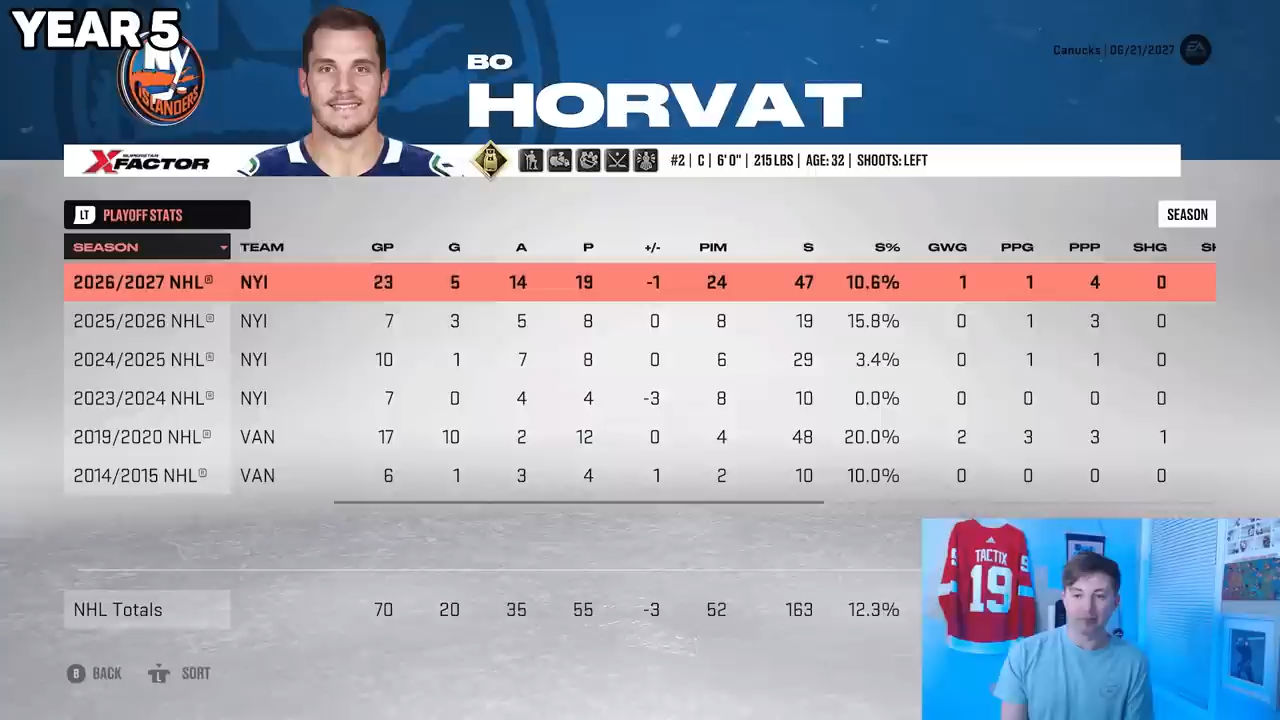 YEAR 5
NY
ISLANDERS
BO
HORVAT
Canucks | 06/21/2027 EA
SUPERSTAR
X FACTOR
#2 | C | 6' 0" | 215 LBS | AGE: 32 | SHOOTS: LEFT
LT PLAYOFF STATS
SEASON
SEASON TEAM GP G A P +/- PIM S S% GWG PPG PPP SHG SH
2026/2027 NHL® NYI 23 5 14 19 -1 24 47 10.6% 1 1 4 0
2025/2026 NHL® NYI 7 3 5 8 0 8 19 15.8% 0 1 3 0
2024/2025 NHL® NYI 10 1 7 8 0 6 29 3.4% 0 1 1 0
2023/2024 NHL® NYI 7 0 4 4 -3 8 10 0.0% 0 0 0 0
2019/2020 NHL® VAN 17 10 2 12 0 4 48 20.0% 2 3 3 1
2014/2015 NHL® VAN 6 1 3 4 1 2 10 10.0% 0 0 0 0
NHL Totals 70 20 35 55 -3 52 163 12.3%
TACTIX
19
B BACK L SORT